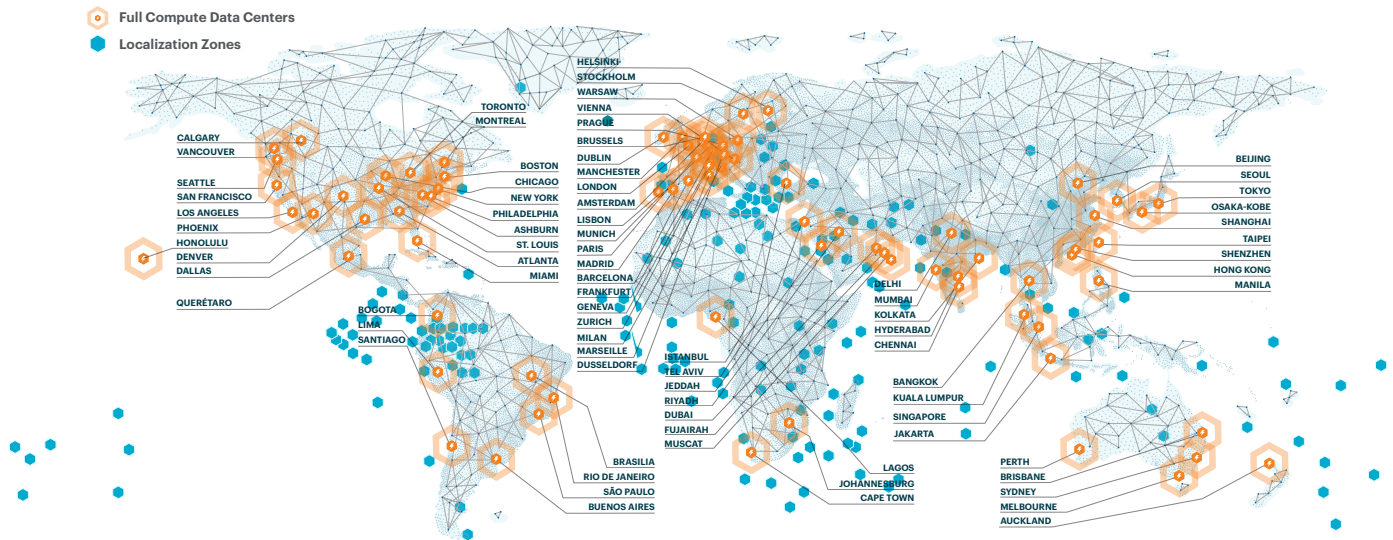 Full Compute Data Centers
Localization Zones
TORONTO
MONTREAL
CALGARY
VANCOUVER
SEATTLE
SAN FRANCISCO
LOS ANGELES
PHOENIX
HONOLULU
DENVER
DALLAS
QUERÉTARO
BOSTON
CHICAGO
NEW YORK
PHILADELPHIA
ASHBURN
ST. LOUIS
ATLANTA
MIAMI
BOGOTA
LIMA
SANTIAGO
BRASILIA
RIO DE JANEIRO
SÃO PAULO
BUENOS AIRES
HELSINKI
STOCKHOLM
WARSAW
VIENNA
PRAGUE
BRUSSELS
DUBLIN
MANCHESTER
LONDON
AMSTERDAM
LISBON
MUNICH
PARIS
MADRID
BARCELONA
FRANKFURT
GENEVA
ZURICH
MILAN
MARSEILLE
DUSSELDORF
ISTANBUL
TEL AVIV
JEDDAH
RIYADH
DUBAI
FUJAIRAH
MUSCAT
LAGOS
JOHANNESBURG
CAPE TOWN
DELHI
MUMBAI
KOLKATA
HYDERABAD
CHENNAI
BANGKOK
KUALA LUMPUR
SINGAPORE
JAKARTA
BEIJING
SEOUL
TOKYO
OSAKA-KOBE
SHANGHAI
TAIPEI
SHENZHEN
HONG KONG
MANILA
PERTH
BRISBANE
SYDNEY
MELBOURNE
AUCKLAND